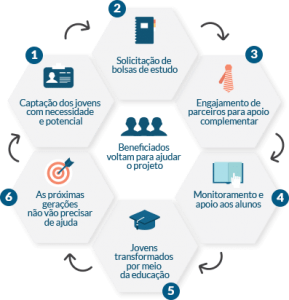 1
Captação dos jovens
com necessidade
e potencial
2
Solicitação de
bolsas de estudo
3
Engajamento de
parceiros para apoio
complementar
4
Monitoramento e
apoio aos alunos
5
Jovens
transformados
por meio
da educação
6
As próximas
gerações
não vão precisar
de ajuda
Beneficiados
voltam para ajudar
o projeto